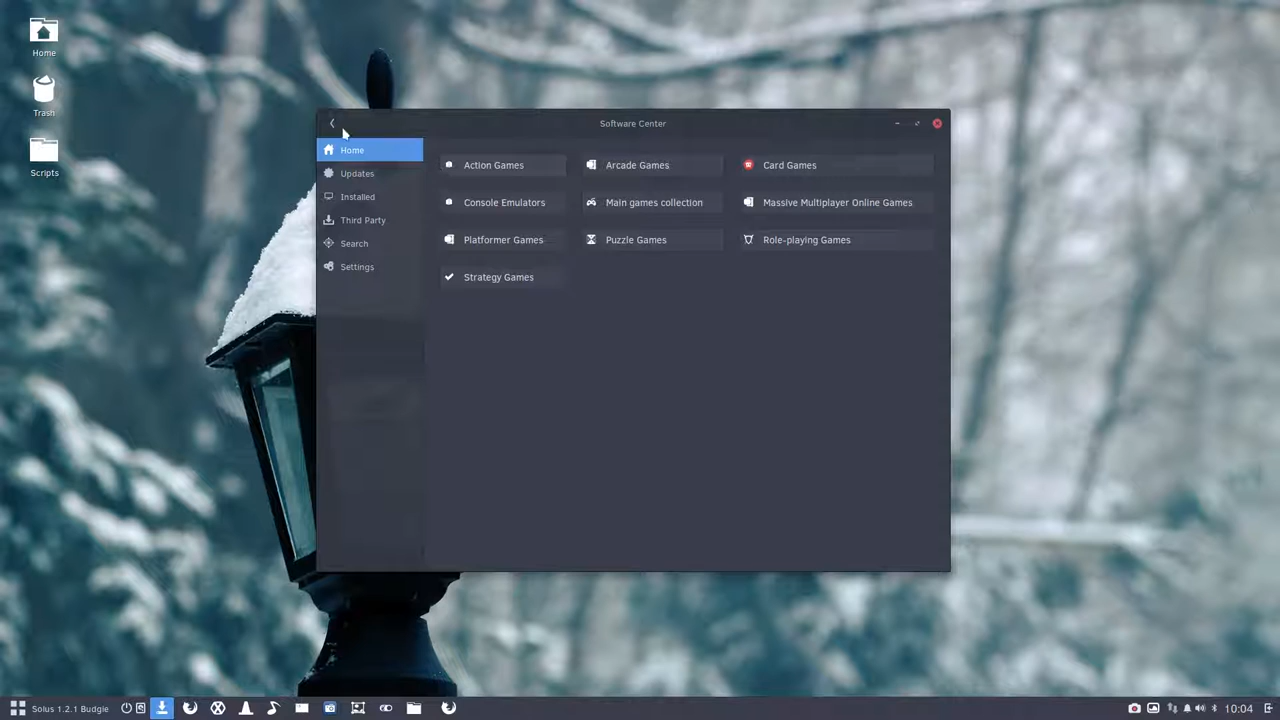 Home
Trash
Scripts
Software Center
Home
Updates
Installed
Third Party
Search
Settings
Action Games
Arcade Games
Card Games
Console Emulators
Main games collection
Massive Multiplayer Online Games
Platformer Games
Puzzle Games
Role-playing Games
Strategy Games
Solus 1.2.1 Budgie
10:04